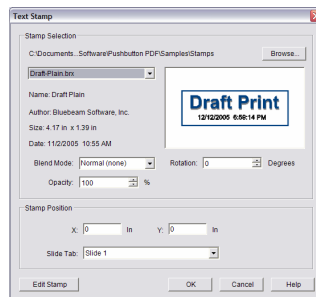 Text Stamp
Stamp Selection
C:\Documents...Software\Pushbutton PDF\Samples\Stamps
Browse...
Draft-Plain.brx
Name: Draft Plain
Author: Bluebeam Software, Inc.
Size: 4.17 in x 1.39 in
Date: 11/2/2005 10:55 AM
Draft Print
12/12/2005 6:59:14 PM
Blend Mode: Normal (none) Rotation: 0 Degrees
Opacity: 100 %
Stamp Position
X: 0 In Y: 0 In
Slide Tab: Slide 1
Edit Stamp OK Cancel Help